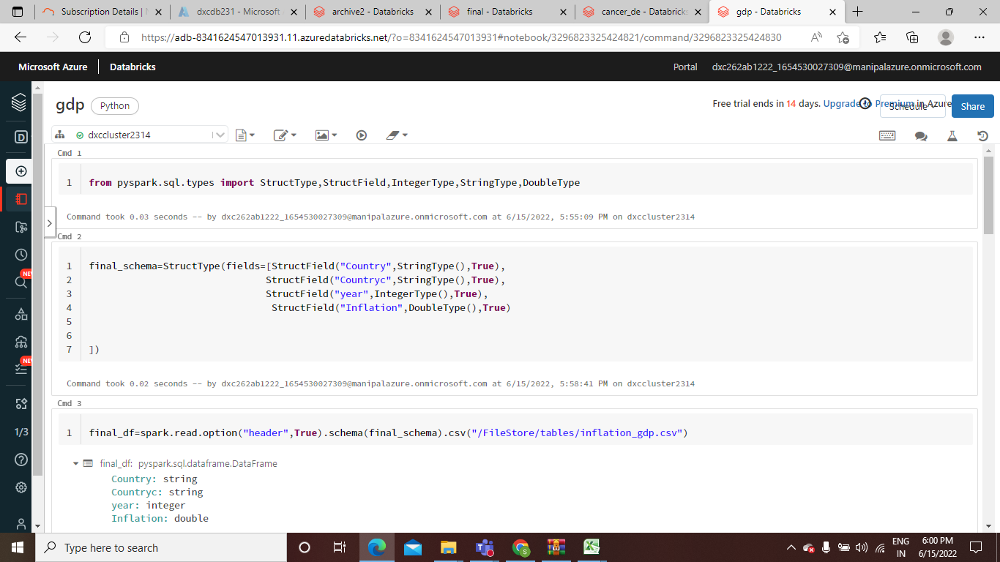 Subscription Details | N
dxcdb231 - Microsoft A
archive2 - Databricks
final - Databricks
cancer_de - Databricks
gdp - Databricks
https://adb-8341624547013931.11.azuredatabricks.net/?o=8341624547013931#notebook/3296823325424821/command/3296823325424830
Microsoft Azure
Databricks
Portal
dxc262ab1222_1654530027309@manipalazure.onmicrosoft.com
gdp
Python
Free trial ends in 14 days. Upgrade to Premium in Azure
Schedule
Share
dxccluster2314
Cmd 1
1 from pyspark.sql.types import StructType,StructField,IntegerType,StringType,DoubleType
Command took 0.03 seconds -- by dxc262ab1222_1654530027309@manipalazure.onmicrosoft.com at 6/15/2022, 5:55:09 PM on dxccluster2314
Cmd 2
1 final_schema=StructType(fields=[StructField("Country",StringType(),True),
2 StructField("Countryc",StringType(),True),
3 StructField("year",IntegerType(),True),
4 StructField("Inflation",DoubleType(),True)
5
6
7 ])
Command took 0.02 seconds -- by dxc262ab1222_1654530027309@manipalazure.onmicrosoft.com at 6/15/2022, 5:58:41 PM on dxccluster2314
Cmd 3
1 final_df=spark.read.option("header",True).schema(final_schema).csv("/FileStore/tables/inflation_gdp.csv")
final_df: pyspark.sql.dataframe.DataFrame
Country: string
Countryc: string
year: integer
Inflation: double
D
NEW
NEW
1/3
Type here to search
ENG
IN
6:00 PM
6/15/2022